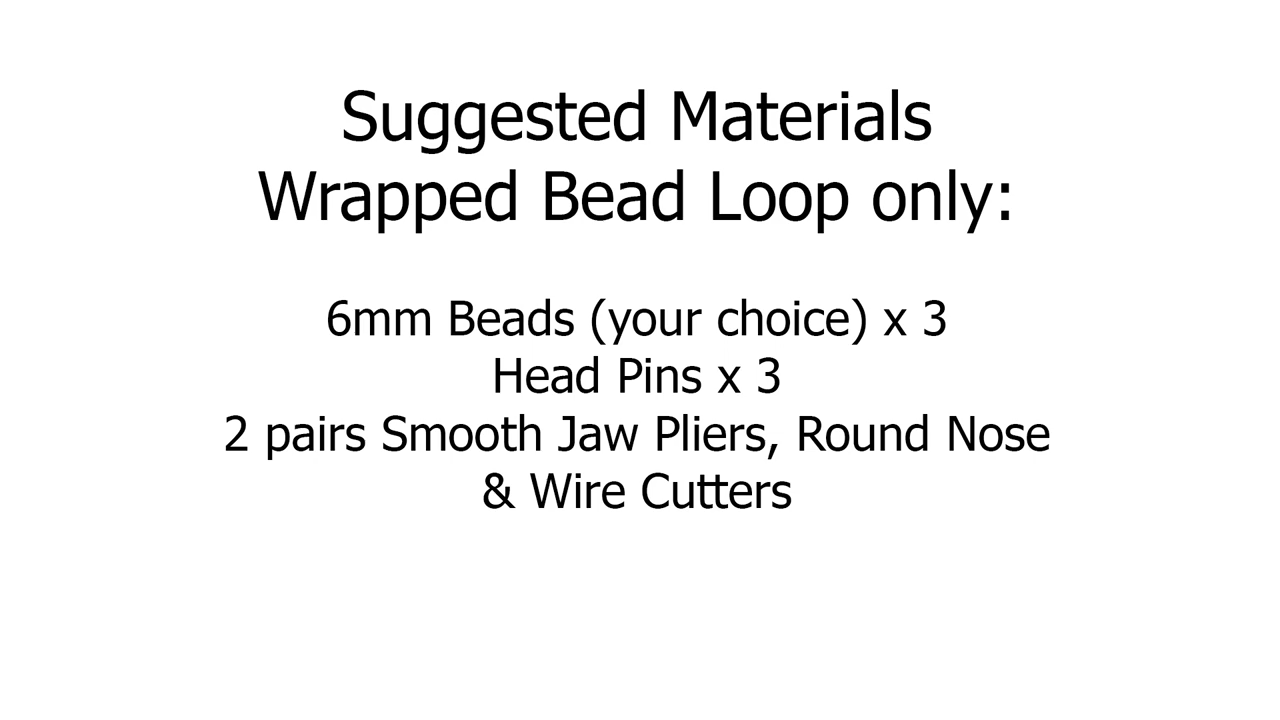 Suggested Materials
Wrapped Bead Loop only:
6mm Beads (your choice) x 3
Head Pins x 3
2 pairs Smooth Jaw Pliers, Round Nose
& Wire Cutters